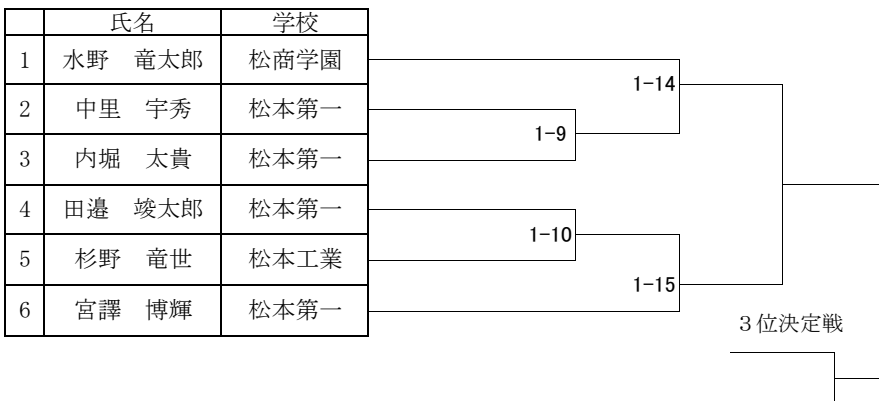 氏名 学校
1 水野 竜太郎 松商学園
1-14
2 中里 宇秀 松本第一
1-9
3 内堀 太貴 松本第一
4 田邉 竣太郎 松本第一
1-10
5 杉野 竜世 松本工業
1-15
6 宮譯 博輝 松本第一
３位決定戦